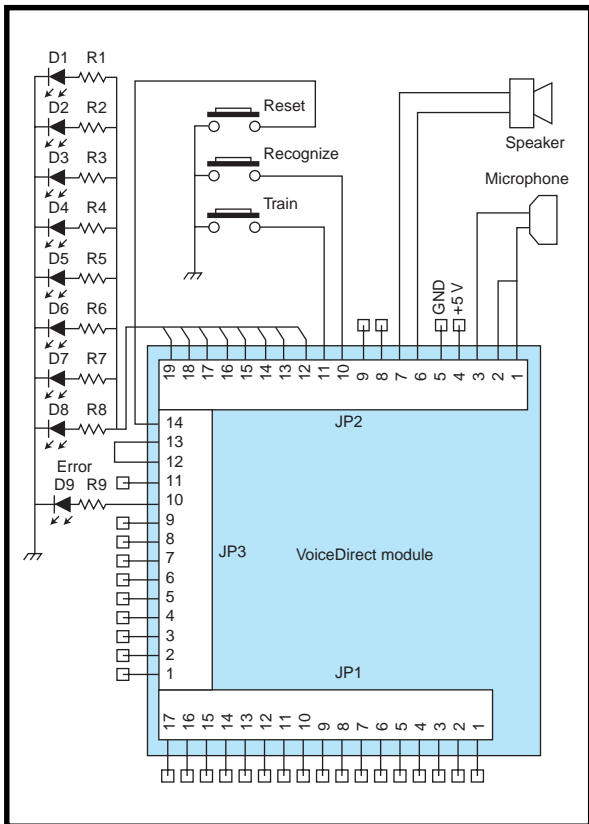 D1 R1
D2 R2
D3 R3
D4 R4
D5 R5
D6 R6
D7 R7
D8 R8
Error
D9 R9
Reset
Recognize
Train
Speaker
Microphone
GND
+5 V
19 18 17 16 15 14 13 12 11 10 9 8 7 6 5 4 3 2 1
JP2
14
13
12
11
10
9
8
7
6
5
4
3
2
1
JP3
VoiceDirect module
JP1
17 16 15 14 13 12 11 10 9 8 7 6 5 4 3 2 1